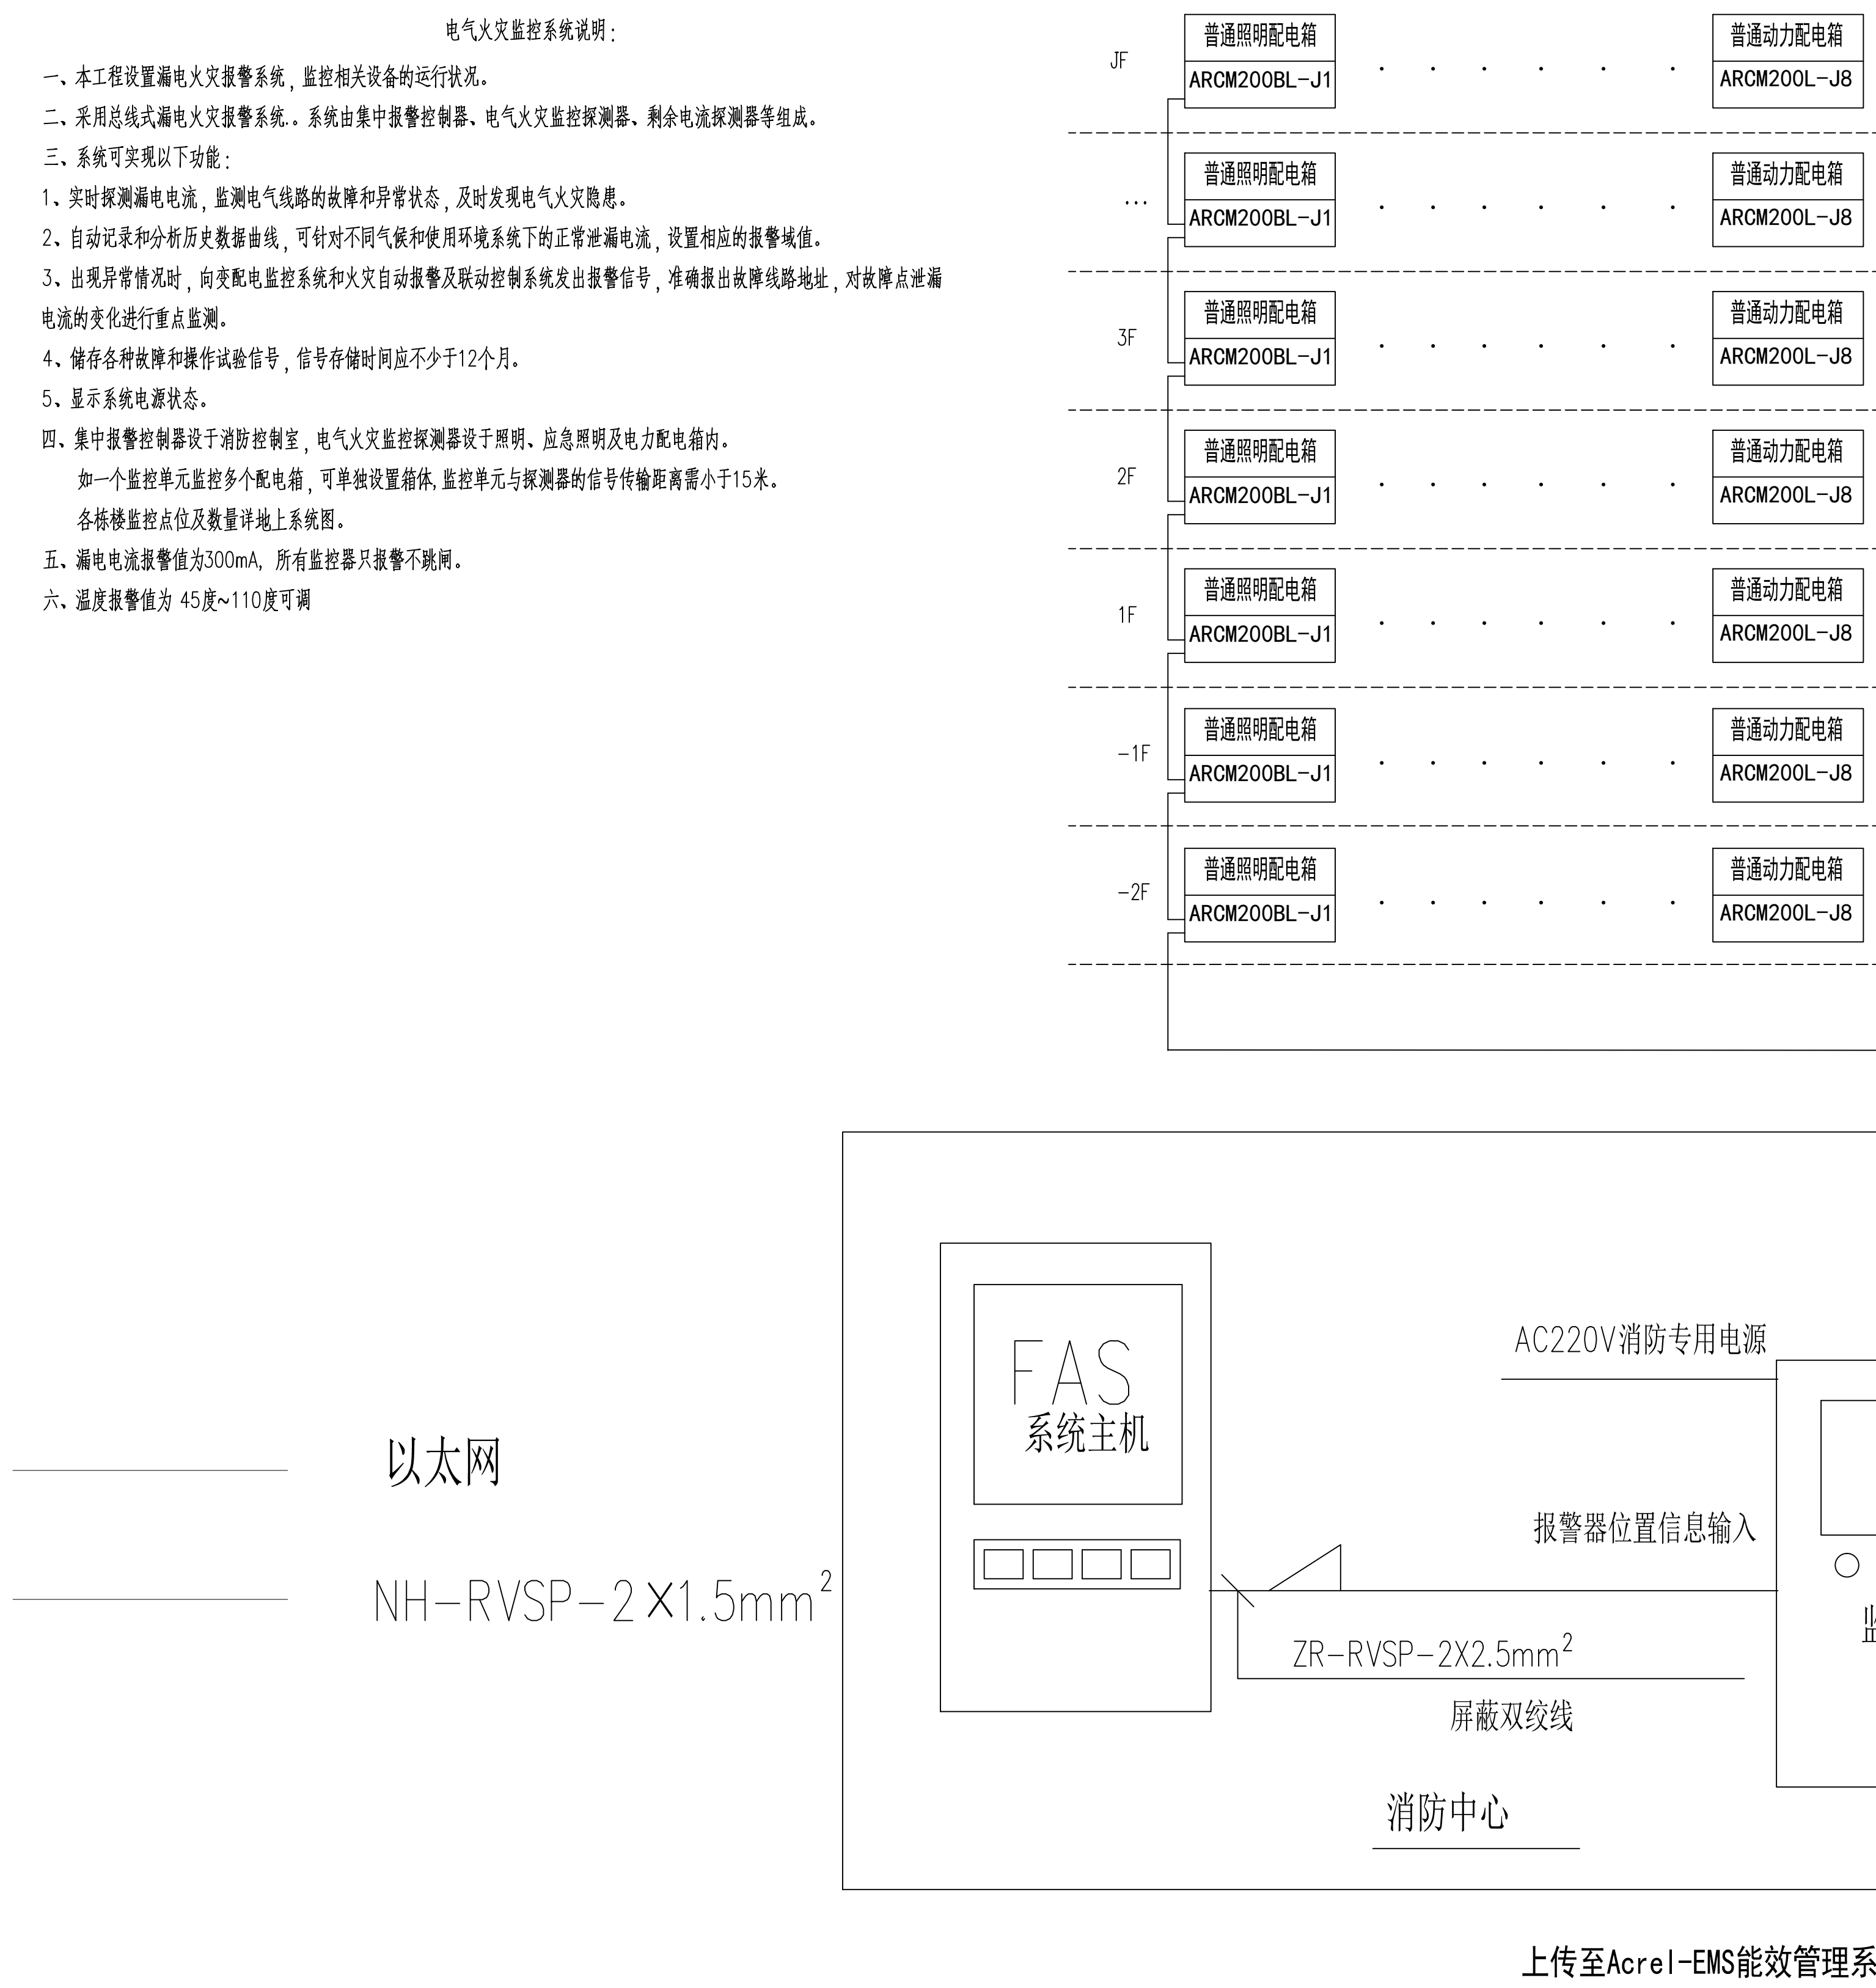 电气火灾监控系统说明：
一、本工程设置漏电火灾报警系统，监控相关设备的运行状况。
二、采用总线式漏电火灾报警系统.。系统由集中报警控制器、电气火灾监控探测器、剩余电流探测器等组成。
三、系统可实现以下功能：
1、实时探测漏电电流，监测电气线路的故障和异常状态，及时发现电气火灾隐患。
2、自动记录和分析历史数据曲线，可针对不同气候和使用环境系统下的正常泄漏电流，设置相应的报警域值。
3、出现异常情况时，向变配电监控系统和火灾自动报警及联动控制系统发出报警信号，准确报出故障线路地址，对故障点泄漏
电流的变化进行重点监测。
4、储存各种故障和操作试验信号，信号存储时间应不少于12个月。
5、显示系统电源状态。
四、集中报警控制器设于消防控制室，电气火灾监控探测器设于照明、应急照明及电力配电箱内。
如一个监控单元监控多个配电箱，可单独设置箱体,监控单元与探测器的信号传输距离需小于15米。
各栋楼监控点位及数量详地上系统图。
五、漏电电流报警值为300mA, 所有监控器只报警不跳闸。
六、温度报警值为 45度~110度可调
JF
普通照明配电箱
ARCM200BL-J1
普通动力配电箱
ARCM200L-J8
...
普通照明配电箱
ARCM200BL-J1
普通动力配电箱
ARCM200L-J8
3F
普通照明配电箱
ARCM200BL-J1
普通动力配电箱
ARCM200L-J8
2F
普通照明配电箱
ARCM200BL-J1
普通动力配电箱
ARCM200L-J8
1F
普通照明配电箱
ARCM200BL-J1
普通动力配电箱
ARCM200L-J8
-1F
普通照明配电箱
ARCM200BL-J1
普通动力配电箱
ARCM200L-J8
-2F
普通照明配电箱
ARCM200BL-J1
普通动力配电箱
ARCM200L-J8
以太网
NH-RVSP-2×1.5mm²
FAS
系统主机
AC220V消防专用电源
报警器位置信息输入
ZR-RVSP-2X2.5mm²
屏蔽双绞线
消防中心
上传至Acrel-EMS能效管理系